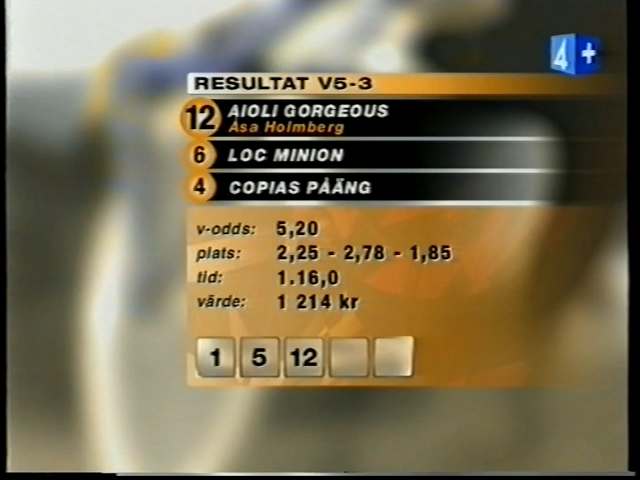 4+
RESULTAT V5-3
12 AIOLI GORGEOUS
Åsa Holmberg
6 LOC MINION
4 COPIAS PÅÄNG
v-odds: 5,20
plats: 2,25 - 2,78 - 1,85
tid: 1.16,0
värde: 1 214 kr
1 5 12